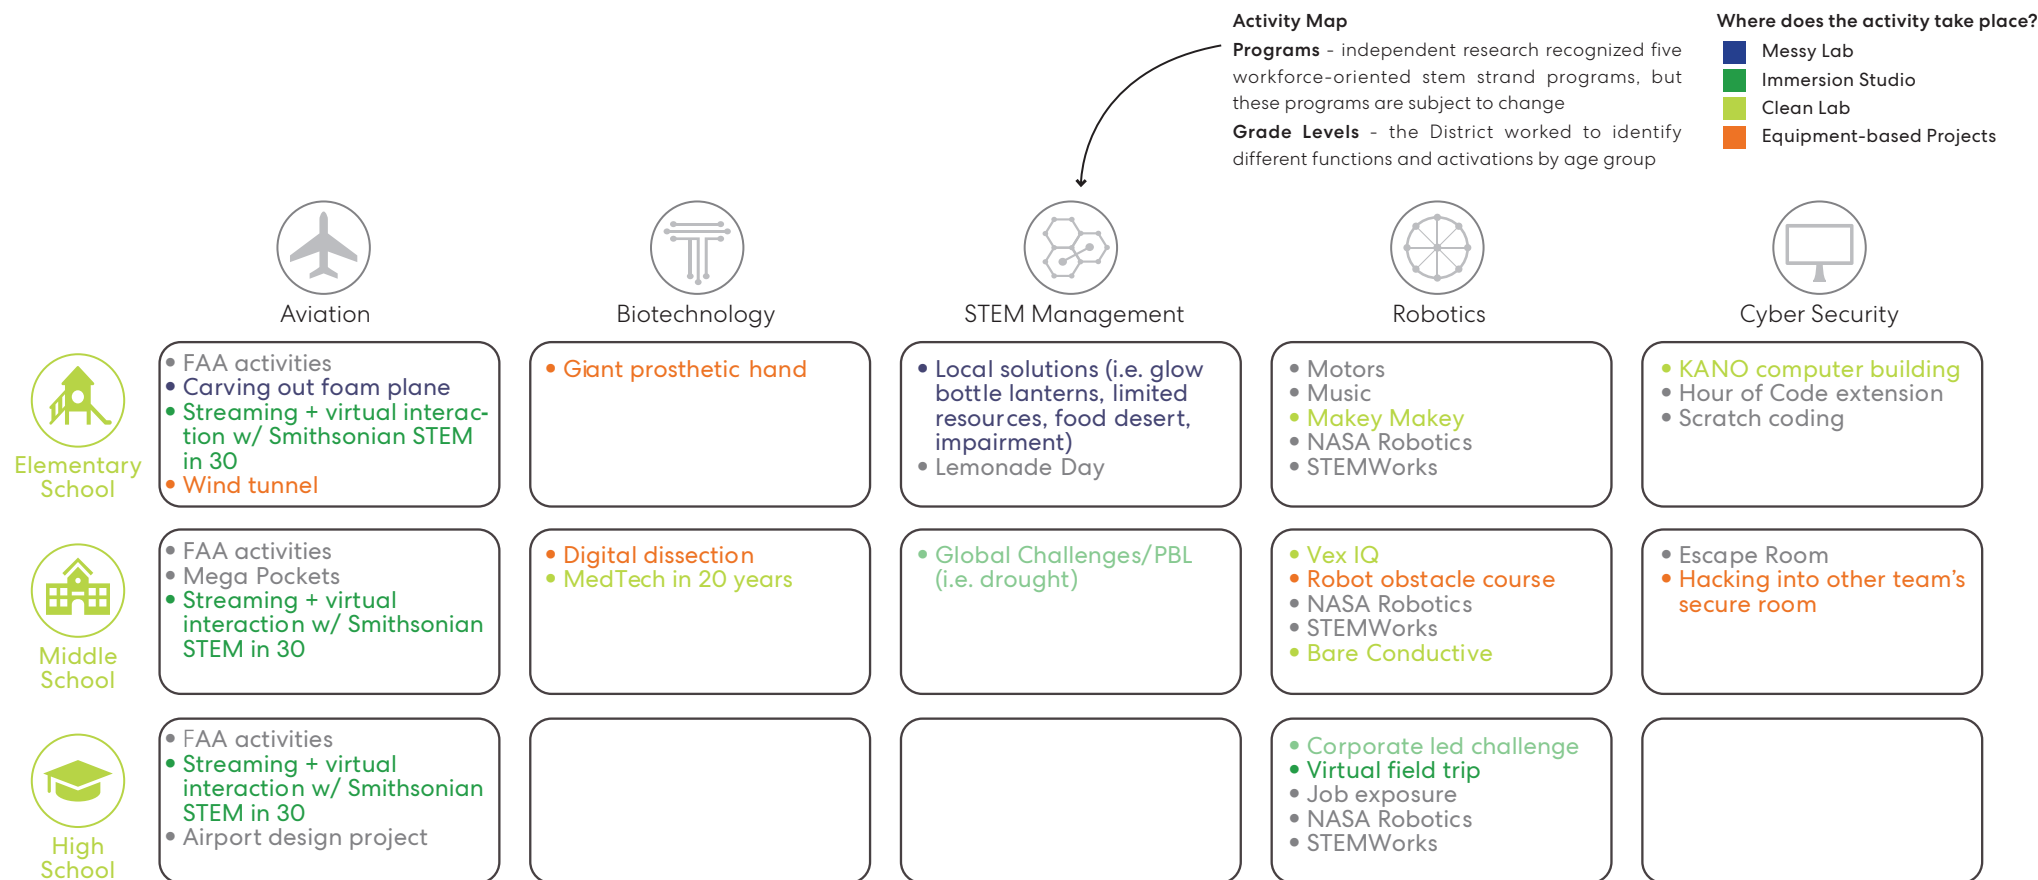 Activity Map
Programs - independent research recognized five
workforce-oriented stem strand programs, but
these programs are subject to change
Grade Levels - the District worked to identify
different functions and activations by age group
Where does the activity take place?
Messy Lab
Immersion Studio
Clean Lab
Equipment-based Projects
Aviation
Biotechnology
STEM Management
Robotics
Cyber Security
Elementary
School
• FAA activities
• Carving out foam plane
• Streaming + virtual interac-
tion w/ Smithsonian STEM
in 30
• Wind tunnel
• Giant prosthetic hand
• Local solutions (i.e. glow
bottle lanterns, limited
resources, food desert,
impairment)
• Lemonade Day
• Motors
• Music
• Makey Makey
• NASA Robotics
• STEMWorks
• KANO computer building
• Hour of Code extension
• Scratch coding
Middle
School
• FAA activities
• Mega Pockets
• Streaming + virtual
interaction w/ Smithsonian
STEM in 30
• Digital dissection
• MedTech in 20 years
• Global Challenges/PBL
(i.e. drought)
• Vex IQ
• Robot obstacle course
• NASA Robotics
• STEMWorks
• Bare Conductive
• Escape Room
• Hacking into other team's
secure room
High
School
• FAA activities
• Streaming + virtual
interaction w/ Smithsonian
STEM in 30
• Airport design project
• Corporate led challenge
• Virtual field trip
• Job exposure
• NASA Robotics
• STEMWorks